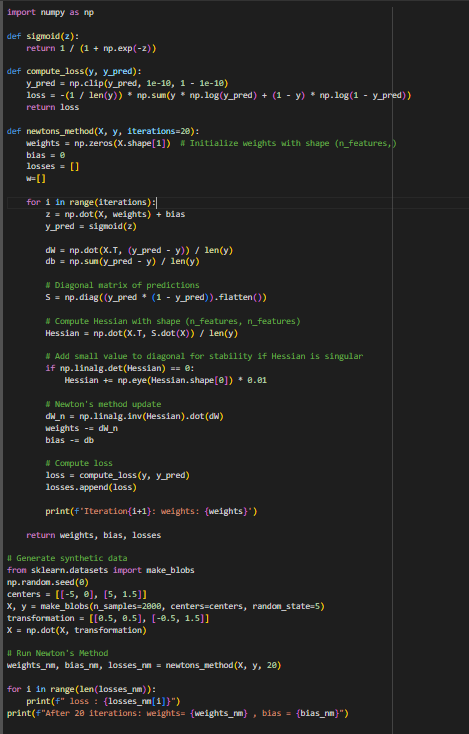 import numpy as np

def sigmoid(z):
    return 1 / (1 + np.exp(-z))

def compute_loss(y, y_pred):
    y_pred = np.clip(y_pred, 1e-10, 1 - 1e-10)
    loss = -(1 / len(y)) * np.sum(y * np.log(y_pred) + (1 - y) * np.log(1 - y_pred))
    return loss

def newtons_method(X, y, iterations=20):
    weights = np.zeros(X.shape[1])  # Initialize weights with shape (n_features,)
    bias = 0
    losses = []
    w=[]

    for i in range(iterations):
        z = np.dot(X, weights) + bias
        y_pred = sigmoid(z)

        dW = np.dot(X.T, (y_pred - y)) / len(y)
        db = np.sum(y_pred - y) / len(y)

        # Diagonal matrix of predictions
        S = np.diag((y_pred * (1 - y_pred)).flatten())

        # Compute Hessian with shape (n_features, n_features)
        Hessian = np.dot(X.T, S.dot(X)) / len(y)

        # Add small value to diagonal for stability if Hessian is singular
        if np.linalg.det(Hessian) == 0:
            Hessian += np.eye(Hessian.shape[0]) * 0.01

        # Newton's method update
        dW_n = np.linalg.inv(Hessian).dot(dW)
        weights -= dW_n
        bias -= db

        # Compute loss
        loss = compute_loss(y, y_pred)
        losses.append(loss)

        print(f'Iteration{i+1}: weights: {weights}')

    return weights, bias, losses

# Generate synthetic data
from sklearn.datasets import make_blobs
np.random.seed(0)
centers = [[-5, 0], [5, 1.5]]
X, y = make_blobs(n_samples=2000, centers=centers, random_state=5)
transformation = [[0.5, 0.5], [-0.5, 1.5]]
X = np.dot(X, transformation)

# Run Newton's Method
weights_nm, bias_nm, losses_nm = newtons_method(X, y, 20)

for i in range(len(losses_nm)):
    print(f" loss : {losses_nm[i]}")
print(f"After 20 iterations: weights= {weights_nm} , bias = {bias_nm}")